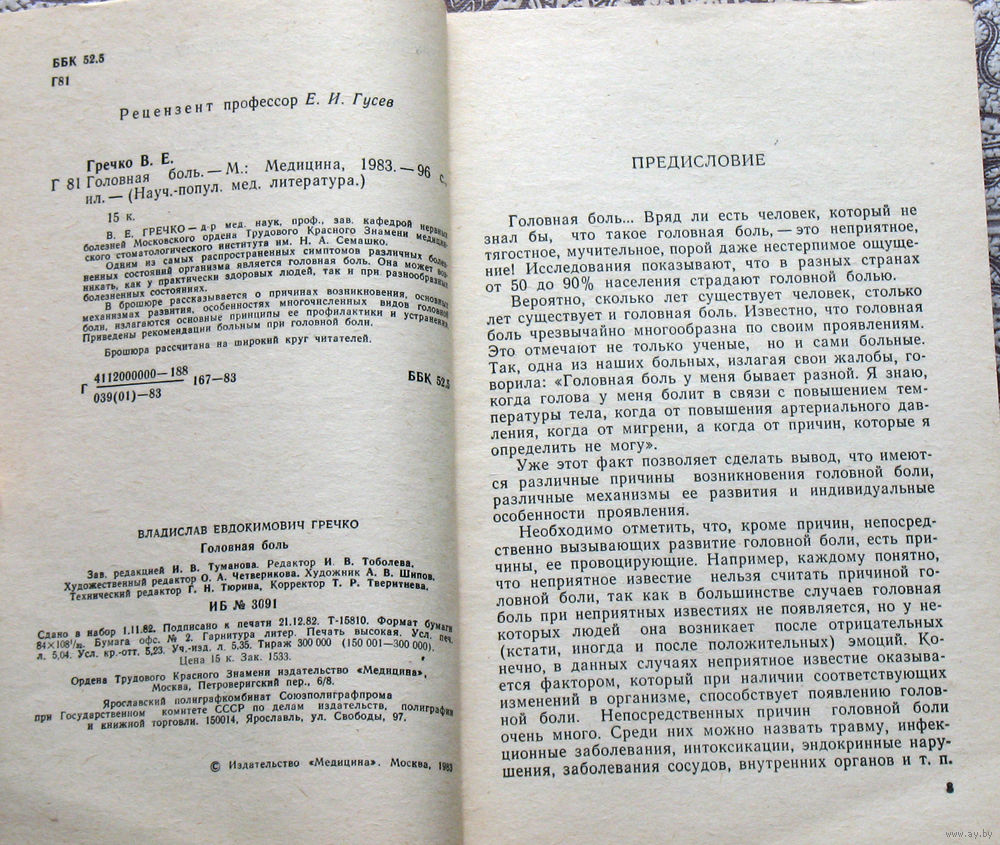 ББК 52.5
Г81
Рецензент профессор Е. И. Гусев
Гречко В. Е.
Г 81 Головная боль. — М.: Медицина, 1983. — 96 с.,
ил. — (Науч.-попул. мед. литература.)
15 к.
В. Е. ГРЕЧКО — д-р мед. наук, проф., зав. кафедрой нервных
болезней Московского ордена Трудового Красного Знамени медицин-
ского стоматологического института им. Н. А. Семашко.
Одним из самых распространенных симптомов различных болез-
ненных состояний организма является головная боль. Она может воз-
никать, как у практически здоровых людей, так и при разнообразных
болезненных состояниях.
В брошюре рассказывается о причинах возникновения, основных
механизмах развития, особенностях многочисленных видов головной
боли, излагаются основные принципы ее профилактики и устранения.
Приведены рекомендации больным при головной боли.
Брошюра рассчитана на широкий круг читателей.
Г 4112000000—188 167—83 ББК 52.5
039(01)—83
ВЛАДИСЛАВ ЕВДОКИМОВИЧ ГРЕЧКО
Головная боль
Зав. редакцией И. В. Туманова. Редактор И. В. Тоболева.
Художественный редактор О. А. Четверикова. Художник А. В. Шипов.
Технический редактор Г. Н. Тюрина, Корректор Т. Р. Тверитнева.
ИБ № 3091
Сдано в набор 1.11.82. Подписано к печати 21.12.82. Т-15810. Формат бумаги
84×108¹/₃₂. Бумага офс. № 2. Гарнитура литер. Печать высокая. Усл. печ.
л. 5,04. Усл. кр.-отт. 5,23. Уч.-изд. л. 5,35. Тираж 300000 (150 001—300 000).
Цена 15 к. Зак. 1533.
Ордена Трудового Красного Знамени издательство «Медицина»,
Москва, Петроверигский пер., 6/8.
Ярославский полиграфкомбинат Союзполиграфпрома
при Государственном комитете СССР по делам издательств, полиграфии
и книжной торговли. 150014, Ярославль, ул. Свободы, 97.
© Издательство «Медицина». Москва, 1983
ПРЕДИСЛОВИЕ
Головная боль... Вряд ли есть человек, который не
знал бы, что такое головная боль, — это неприятное,
тягостное, мучительное, порой даже нестерпимое ощуще-
ние! Исследования показывают, что в разных странах
от 50 до 90% населения страдают головной болью.
Вероятно, сколько лет существует человек, столько
лет существует и головная боль. Известно, что головная
боль чрезвычайно многообразна по своим проявлениям.
Это отмечают не только ученые, но и сами больные.
Так, одна из наших больных, излагая свои жалобы, го-
ворила: «Головная боль у меня бывает разной. Я знаю,
когда голова у меня болит в связи с повышением тем-
пературы тела, когда от повышения артериального дав-
ления, когда от мигрени, а когда от причин, которые я
определить не могу».
Уже этот факт позволяет сделать вывод, что имеют-
ся различные причины возникновения головной боли,
различные механизмы ее развития и индивидуальные
особенности проявления.
Необходимо отметить, что, кроме причин, непосред-
ственно вызывающих развитие головной боли, есть при-
чины, ее провоцирующие. Например, каждому понятно,
что неприятное известие нельзя считать причиной го-
ловной боли, так как в большинстве случаев головная
боль при неприятных известиях не появляется, но у не-
которых людей она возникает после отрицательных
(кстати, иногда и после положительных) эмоций. Ко-
нечно, в данных случаях неприятное известие оказыва-
ется фактором, который при наличии соответствующих
изменений в организме, способствует появлению голов-
ной боли. Непосредственных причин головной боли
очень много. Среди них можно назвать травму, инфек-
ционные заболевания, интоксикации, эндокринные нару-
шения, заболевания сосудов, внутренних органов и т. п.
3
www.ay.by